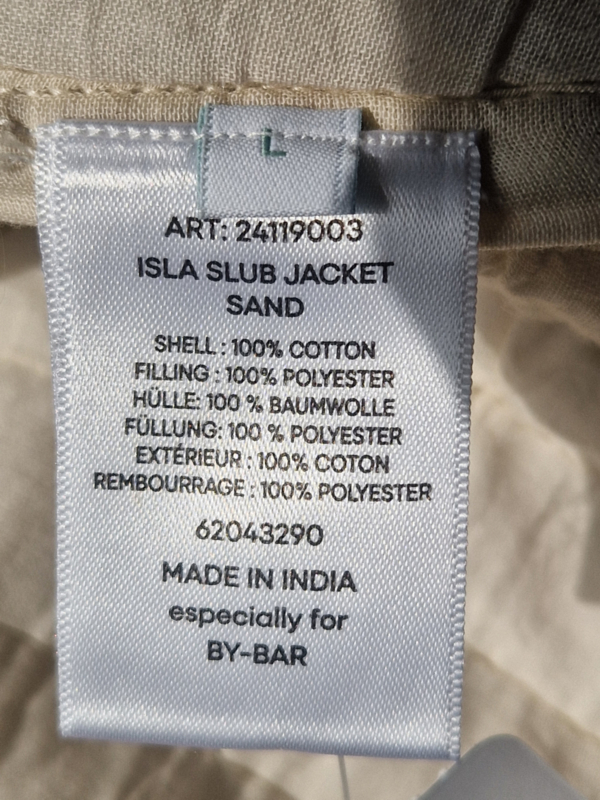 L
ART: 24119003
ISLA SLUB JACKET
SAND
SHELL : 100% COTTON
FILLING : 100% POLYESTER
HÜLLE: 100 % BAUMWOLLE
FÜLLUNG: 100 % POLYESTER
EXTÉRIEUR : 100% COTON
REMBOURRAGE : 100% POLYESTER
62043290
MADE IN INDIA
especially for
BY-BAR